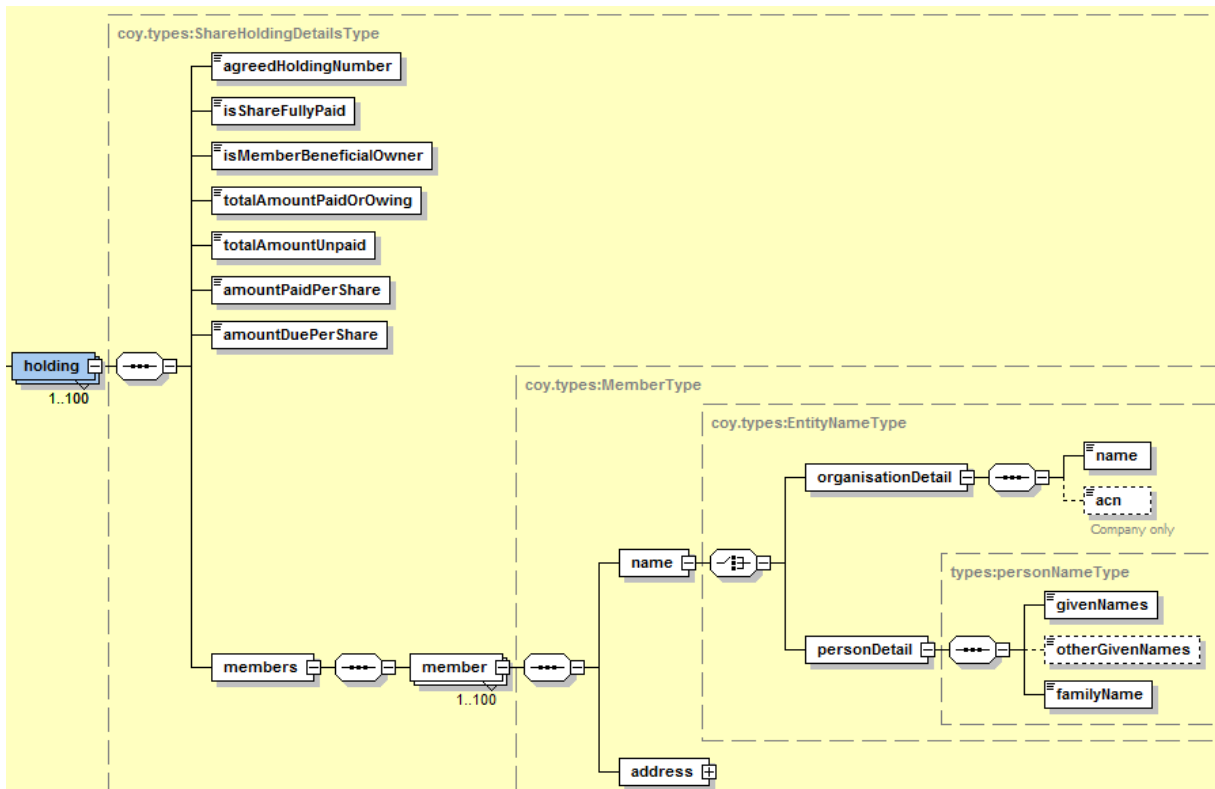 coy.types:ShareHoldingDetailsType
agreedHoldingNumber
isShareFullyPaid
isMemberBeneficialOwner
totalAmountPaidOrOwing
totalAmountUnpaid
amountPaidPerShare
amountDuePerShare
holding
1..100
coy.types:MemberType
coy.types:EntityNameType
organisationDetail
name
acn
Company only
name
types:personNameType
givenNames
personDetail
otherGivenNames
familyName
members
member
1..100
address